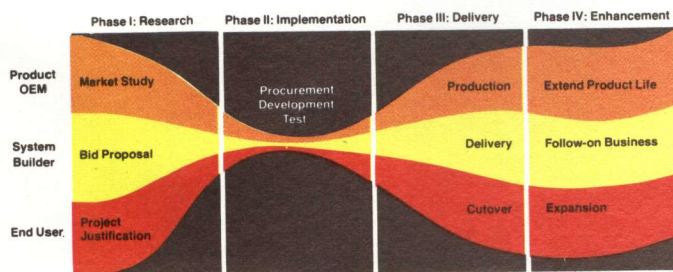 Phase I: Research
Phase II: Implementation
Phase III: Delivery
Phase IV: Enhancement
Product
OEM
Market Study
Procurement
Development
Test
Production
Extend Product Life
System
Builder
Bid Proposal
Delivery
Follow-on Business
End User.
Project
Justification
Cutover
Expansion